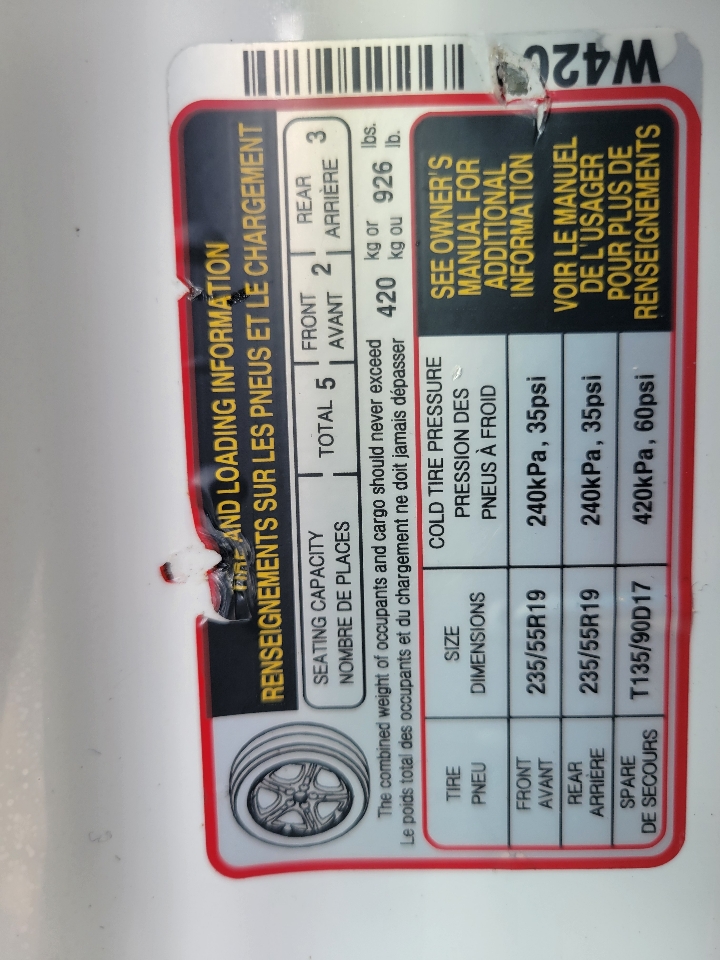 W420
TIRE AND LOADING INFORMATION
RENSEIGNEMENTS SUR LES PNEUS ET LE CHARGEMENT
SEATING CAPACITY
NOMBRE DE PLACES
TOTAL 5
FRONT
AVANT
2
REAR
ARRIÈRE
3
The combined weight of occupants and cargo should never exceed 420 kg or 926 lbs.
Le poids total des occupants et du chargement ne doit jamais dépasser kg ou lb.
TIRE
PNEU
SIZE
DIMENSIONS
COLD TIRE PRESSURE
PRESSION DES
PNEUS À FROID
FRONT
AVANT
235/55R19
240kPa, 35psi
REAR
ARRIÈRE
235/55R19
240kPa, 35psi
SPARE
DE SECOURS
T135/90D17
420kPa, 60psi
SEE OWNER'S
MANUAL FOR
ADDITIONAL
INFORMATION
VOIR LE MANUEL
DE L'USAGER
POUR PLUS DE
RENSEIGNEMENTS